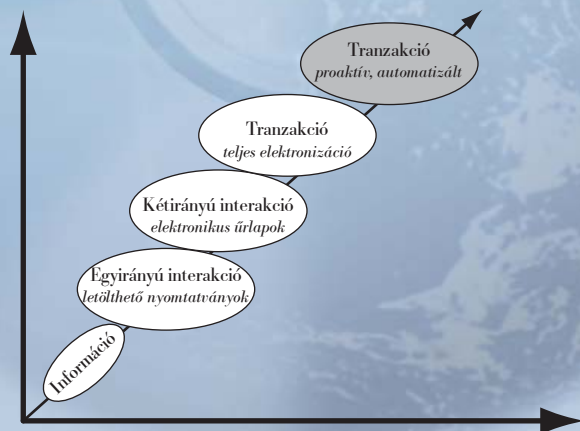 Tranzakció
proaktív, automatizált
Tranzakció
teljes elektronizáció
Kétirányú interakció
elektronikus űrlapok
Egyirányú interakció
letölthető nyomtatványok
Információ